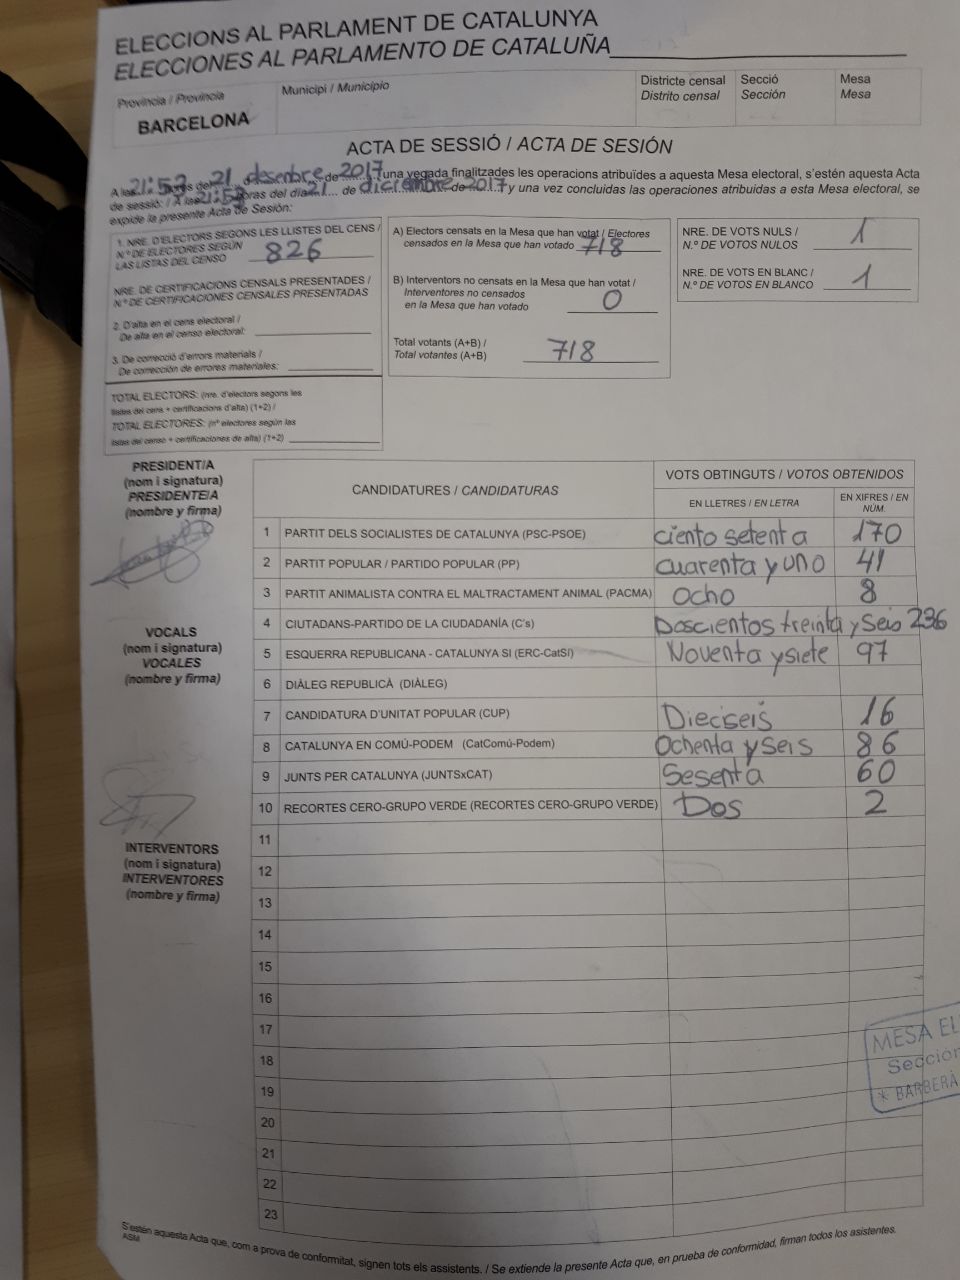 ELECCIONS AL PARLAMENT DE CATALUNYA
ELECCIONES AL PARLAMENTO DE CATALUÑA
Província / Provincia
BARCELONA
Municipi / Municipio
Districte censal
Distrito censal
Secció
Sección
Mesa
Mesa
ACTA DE SESSIÓ / ACTA DE SESIÓN
A les 21:52 hores del 21 desembre de 2017 una vegada finalitzades les operacions atribuïdes a aquesta Mesa electoral, s'estén aquesta Acta
de sessió: / A las 21:52 horas del día 21 de diciembre de 2017 y una vez concluidas las operaciones atribuidas a esta Mesa electoral, se
expide la presente Acta de Sesión:
1. NRE. D'ELECTORS SEGONS LES LLISTES DEL CENS /
N.º DE ELECTORES SEGÚN
LAS LISTAS DEL CENSO 826
NRE. DE CERTIFICACIONS CENSALS PRESENTADES /
N.º DE CERTIFICACIONES CENSALES PRESENTADAS
2. D'alta en el cens electoral /
De alta en el censo electoral:
3. De correcció d'errors materials /
De corrección de errores materiales:
TOTAL ELECTORS: (nre. d'electors segons les
llistes del cens + certificacions d'alta) (1+2) /
TOTAL ELECTORES: (nº electores según las
listas del censo + certificaciones de alta) (1+2)
A) Electors censats en la Mesa que han votat / Electores
censados en la Mesa que han votado 718
B) Interventors no censats en la Mesa que han votat /
Interventores no censados
en la Mesa que han votado 0
Total votants (A+B) /
Total votantes (A+B) 718
NRE. DE VOTS NULS /
N.º DE VOTOS NULOS 1
NRE. DE VOTS EN BLANC /
N.º DE VOTOS EN BLANCO 1
PRESIDENT/A
(nom i signatura)
PRESIDENTE/A
(nombre y firma)
VOCALS
(nom i signatura)
VOCALES
(nombre y firma)
INTERVENTORS
(nom i signatura)
INTERVENTORES
(nombre y firma)
CANDIDATURES / CANDIDATURAS
VOTS OBTINGUTS / VOTOS OBTENIDOS
EN LLETRES / EN LETRA
EN XIFRES / EN
NÚM.
1 PARTIT DELS SOCIALISTES DE CATALUNYA (PSC-PSOE) ciento setenta 170
2 PARTIT POPULAR / PARTIDO POPULAR (PP) cuarenta y uno 41
3 PARTIT ANIMALISTA CONTRA EL MALTRACTAMENT ANIMAL (PACMA) ocho 8
4 CIUTADANS-PARTIDO DE LA CIUDADANÍA (C's) Doscientos treinta y Seis 236
5 ESQUERRA REPUBLICANA - CATALUNYA SI (ERC-CatSI) Noventa y siete 97
6 DIÀLEG REPUBLICÀ (DIÀLEG)
7 CANDIDATURA D'UNITAT POPULAR (CUP) Dieciseis 16
8 CATALUNYA EN COMÚ-PODEM (CatComú-Podem) Ochenta y seis 86
9 JUNTS PER CATALUNYA (JUNTSxCAT) Sesenta 60
10 RECORTES CERO-GRUPO VERDE (RECORTES CERO-GRUPO VERDE) Dos 2
11
12
13
14
15
16
17
18
19
20
21
22
23
MESA EL
Sección
* BARBERÀ
S'estén aquesta Acta que, com a prova de conformitat, signen tots els assistents. / Se extiende la presente Acta que, en prueba de conformidad, firman todos los asistentes.
ASM